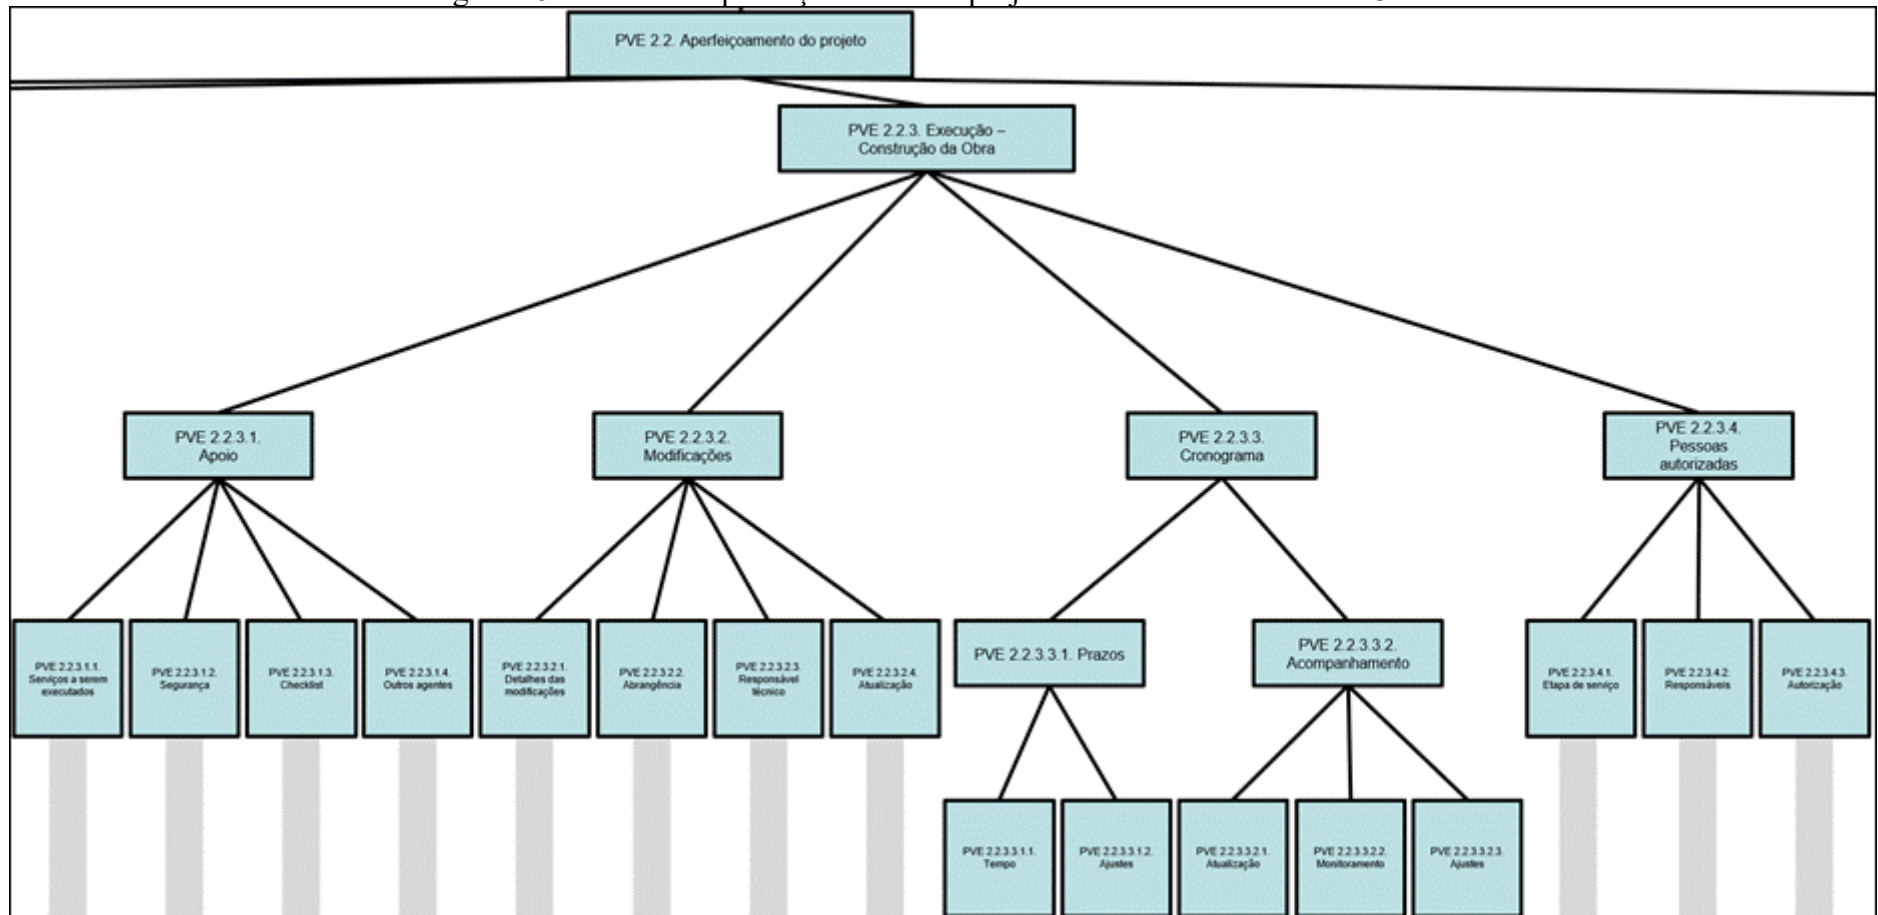 PVE 2.2. Aperfeiçoamento do projeto
PVE 2.2.3. Execução –
Construção da Obra
PVE 2.2.3.1.
Apoio
PVE 2.2.3.2.
Modificações
PVE 2.2.3.3.
Cronograma
PVE 2.2.3.4.
Pessoas
autorizadas
PVE 2.2.3.1.1.
Serviços a serem
executados
PVE 2.2.3.1.2.
Segurança
PVE 2.2.3.1.3.
Checklist
PVE 2.2.3.1.4.
Outros agentes
PVE 2.2.3.2.1.
Detalhes das
modificações
PVE 2.2.3.2.2.
Abrangência
PVE 2.2.3.2.3.
Responsável
técnico
PVE 2.2.3.2.4.
Atualização
PVE 2.2.3.3.1. Prazos
PVE 2.2.3.3.2.
Acompanhamento
PVE 2.2.3.4.1.
Etapa de serviço
PVE 2.2.3.4.2.
Responsáveis
PVE 2.2.3.4.3.
Autorização
PVE 2.2.3.3.1.1.
Tempo
PVE 2.2.3.3.1.2.
Ajustes
PVE 2.2.3.3.2.1.
Atualização
PVE 2.2.3.3.2.2.
Monitoramento
PVE 2.2.3.3.2.3.
Ajustes